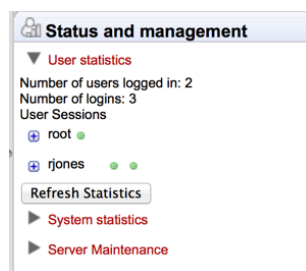 Status and management
User statistics
Number of users logged in: 2
Number of logins: 3
User Sessions
root
rjones
Refresh Statistics
System statistics
Server Maintenance